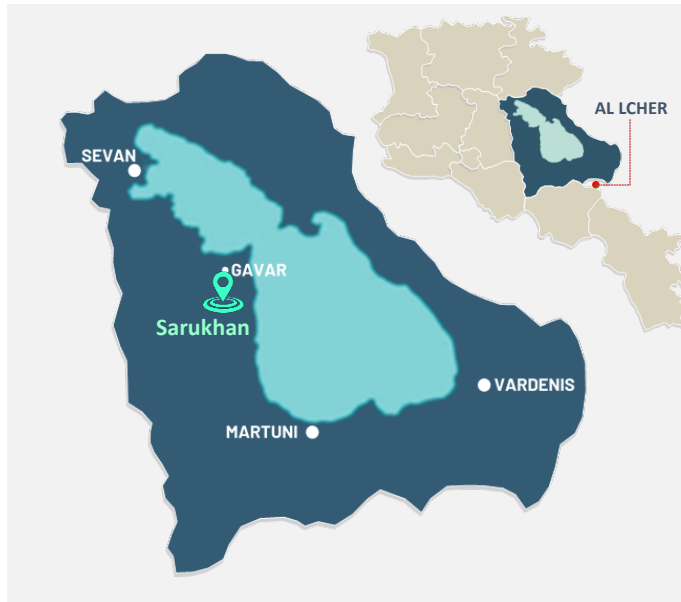 AL LCHER
SEVAN
GAVAR
Sarukhan
VARDENIS
MARTUNI